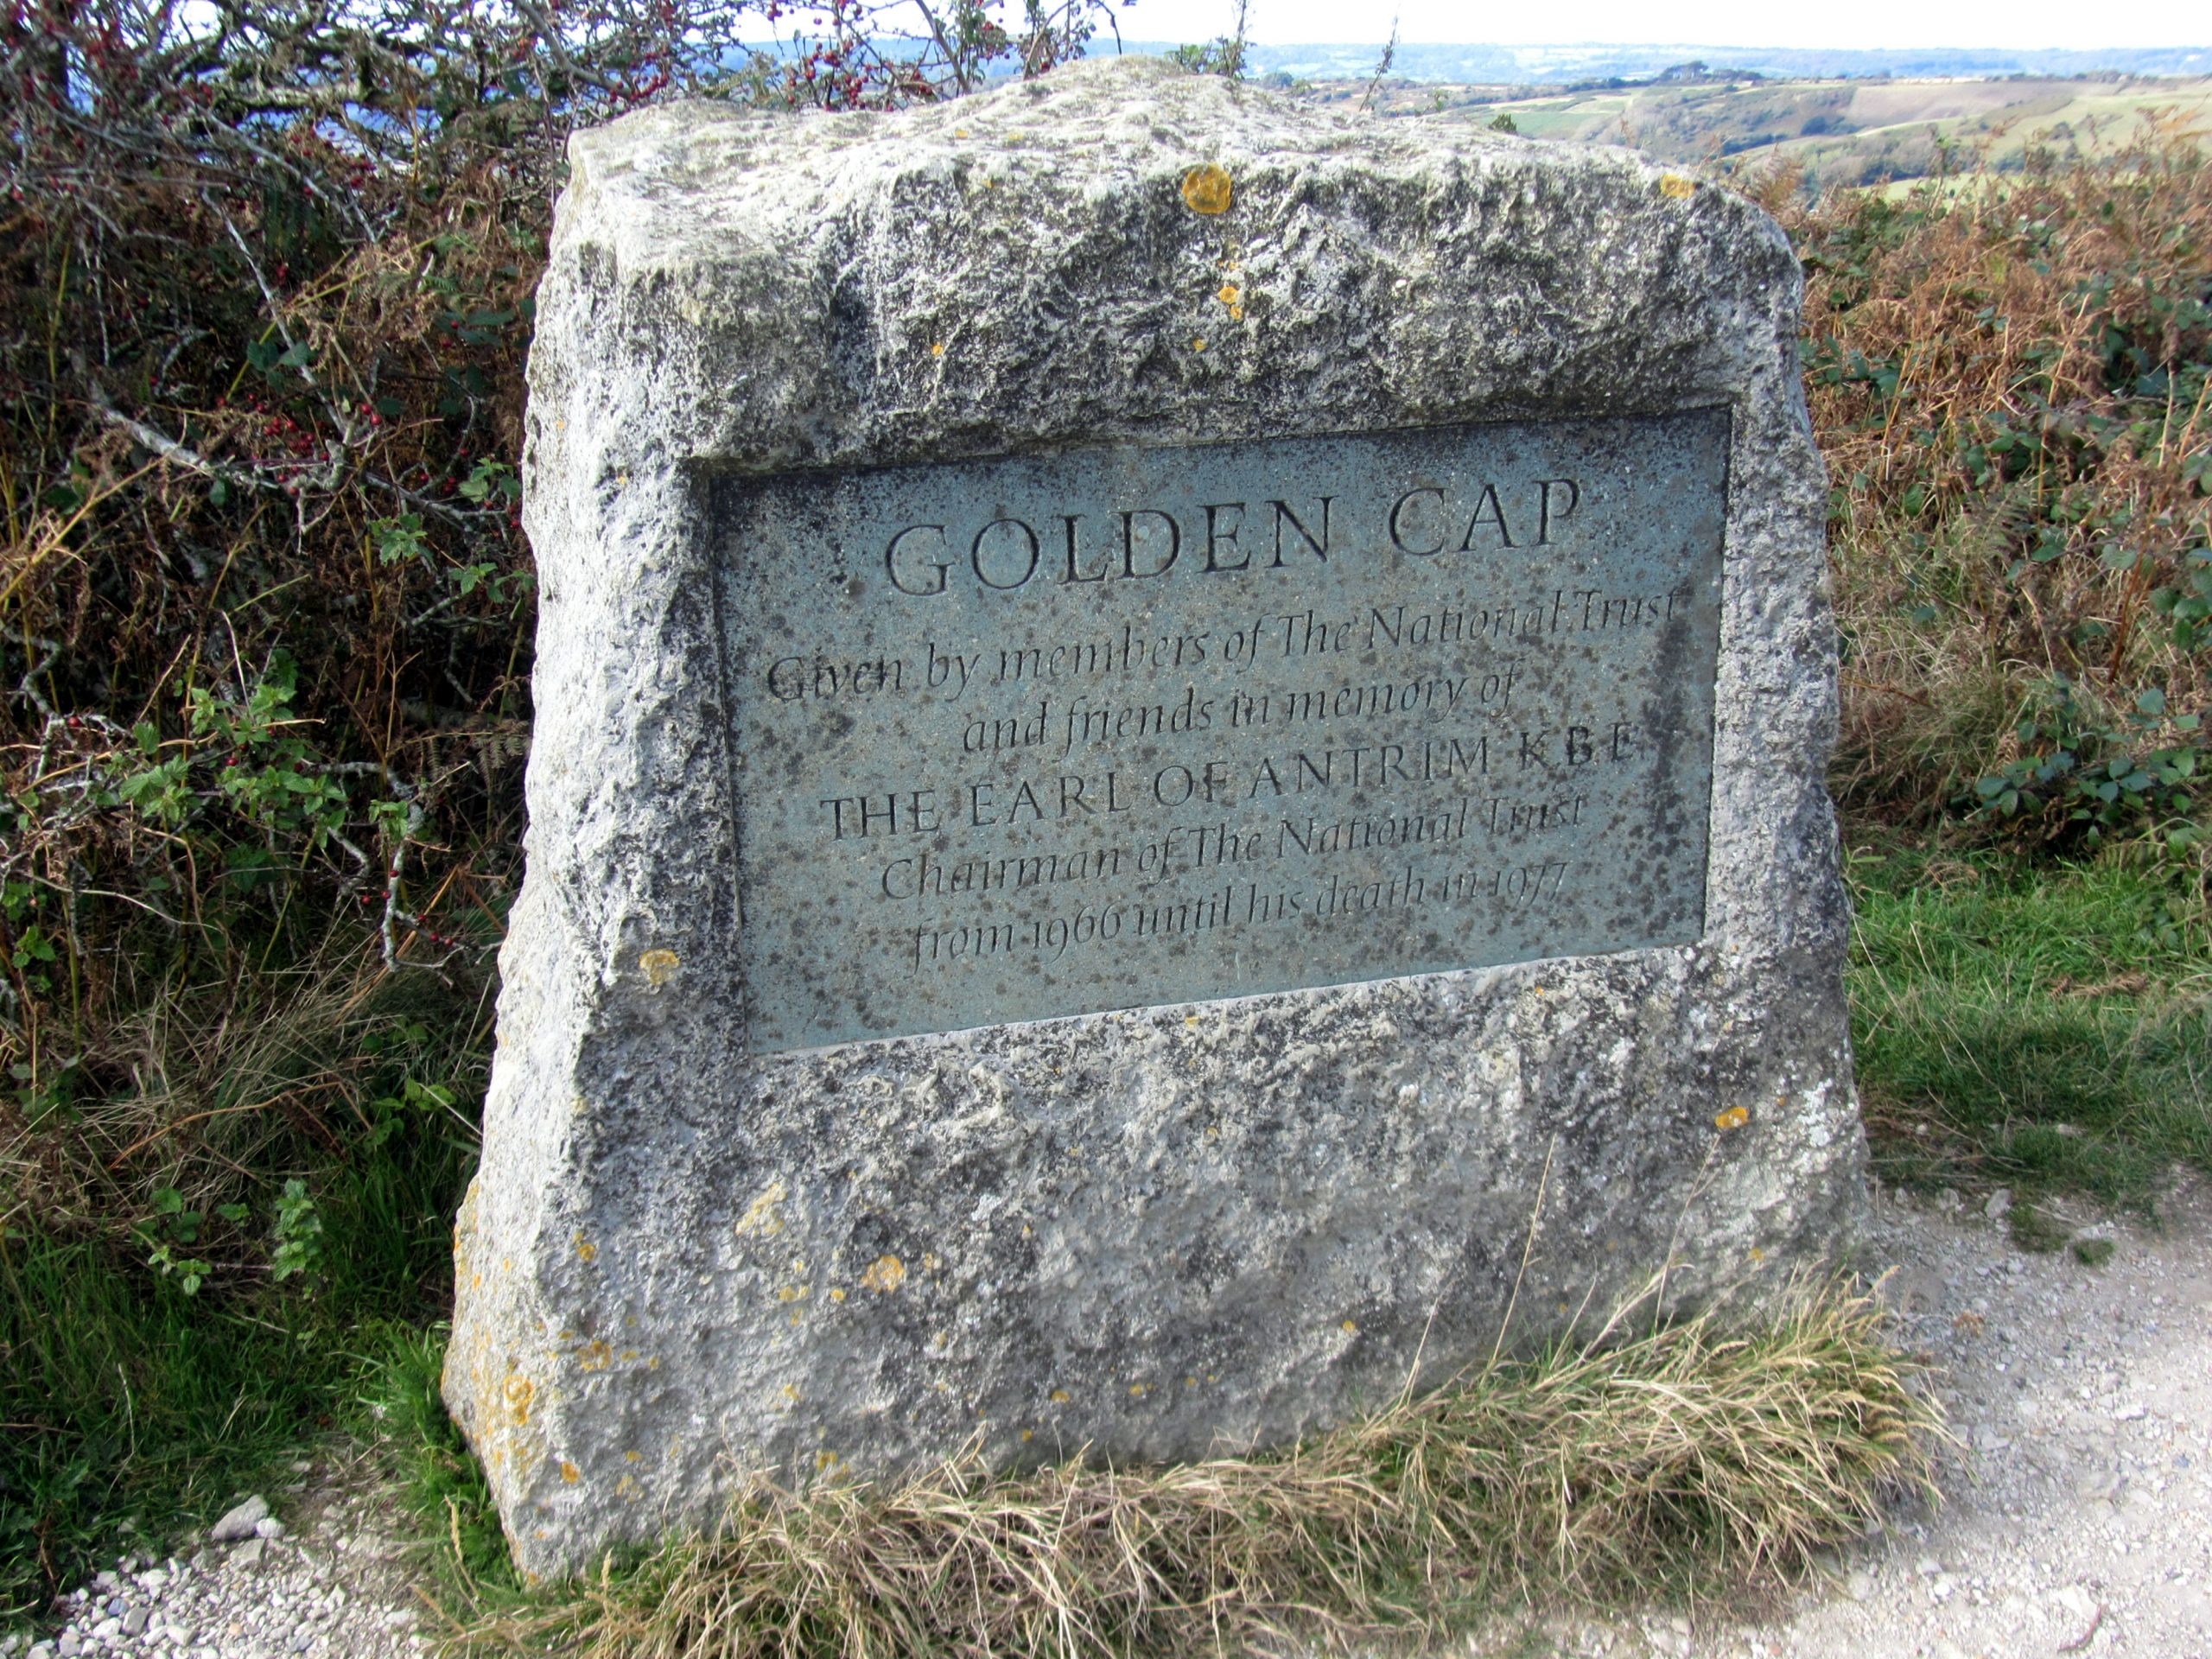 GOLDEN CAP
Given by members of The National Trust
and friends in memory of
THE EARL OF ANTRIM KBE
Chairman of The National Trust
from 1966 until his death in 1977